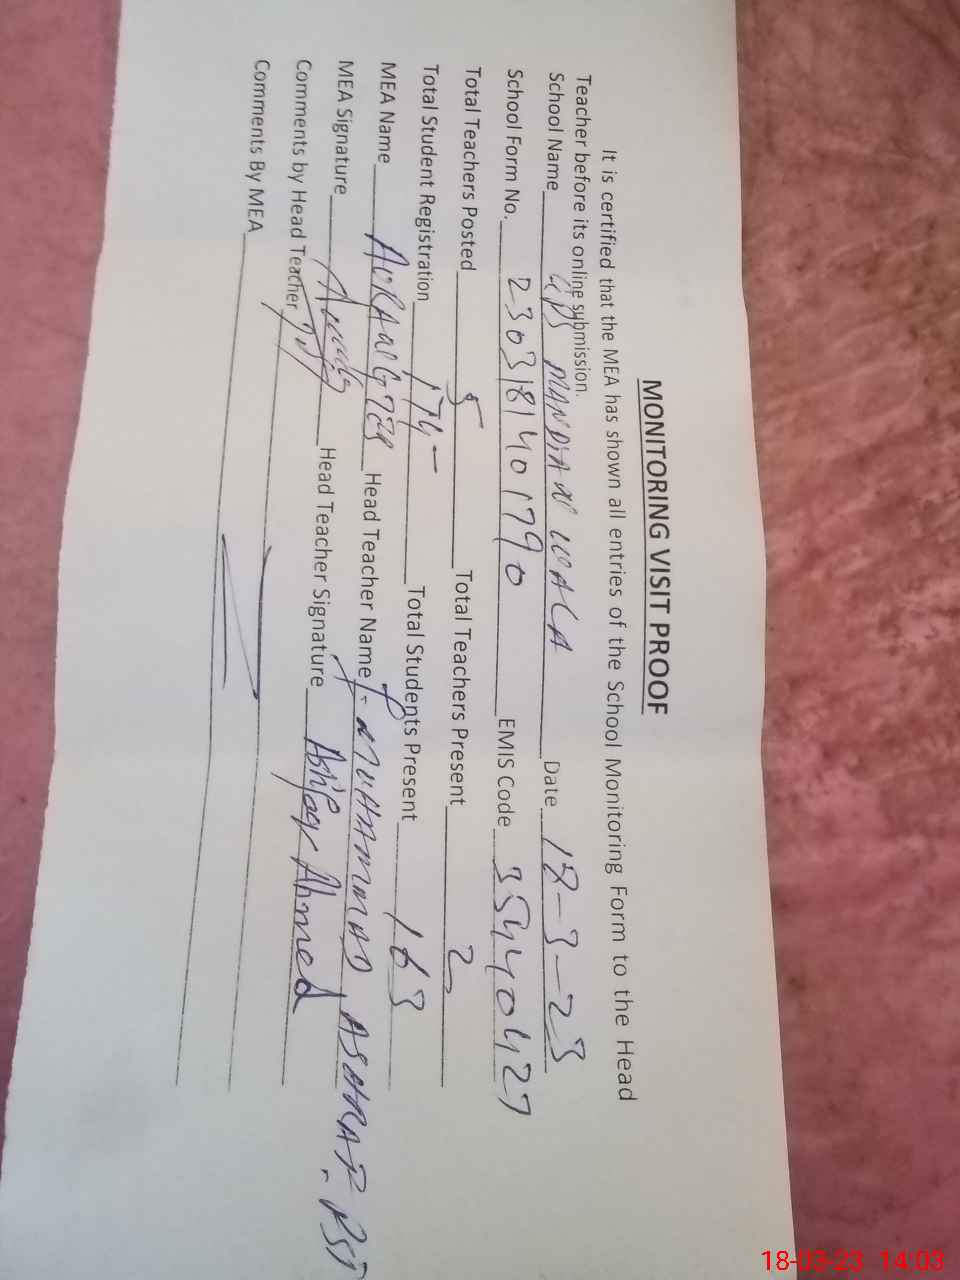 MONITORING VISIT PROOF
It is certified that the MEA has shown all entries of the School Monitoring Form to the Head
Teacher before its online submission.
School Name GPS Date 18-3-23
School Form No. 2303181401790 EMIS Code 35440427
Total Teachers Posted 5 Total Teachers Present 2
Total Student Registration 174 Total Students Present 163
MEA Name Head Teacher Name MUHAMMAD ASHRAF. PST
MEA Signature Head Teacher Signature Ahmed
Comments by Head Teacher
Comments By MEA
18-03-23 14:03